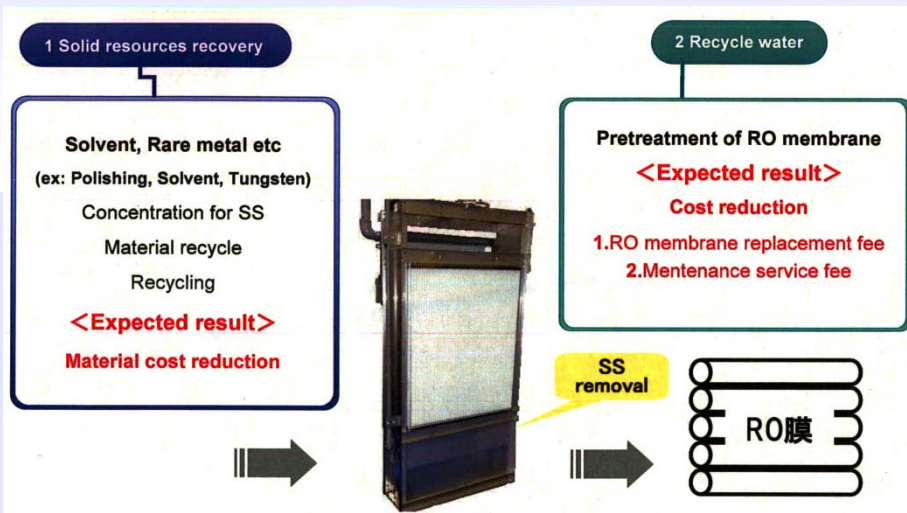 1 Solid resources recovery
Solvent, Rare metal etc
(ex: Polishing, Solvent, Tungsten)
Concentration for SS
Material recycle
Recycling
<Expected result>
Material cost reduction
2 Recycle water
Pretreatment of RO membrane
<Expected result>
Cost reduction
1.RO membrane replacement fee
2.Mentenance service fee
SS
removal
RO膜